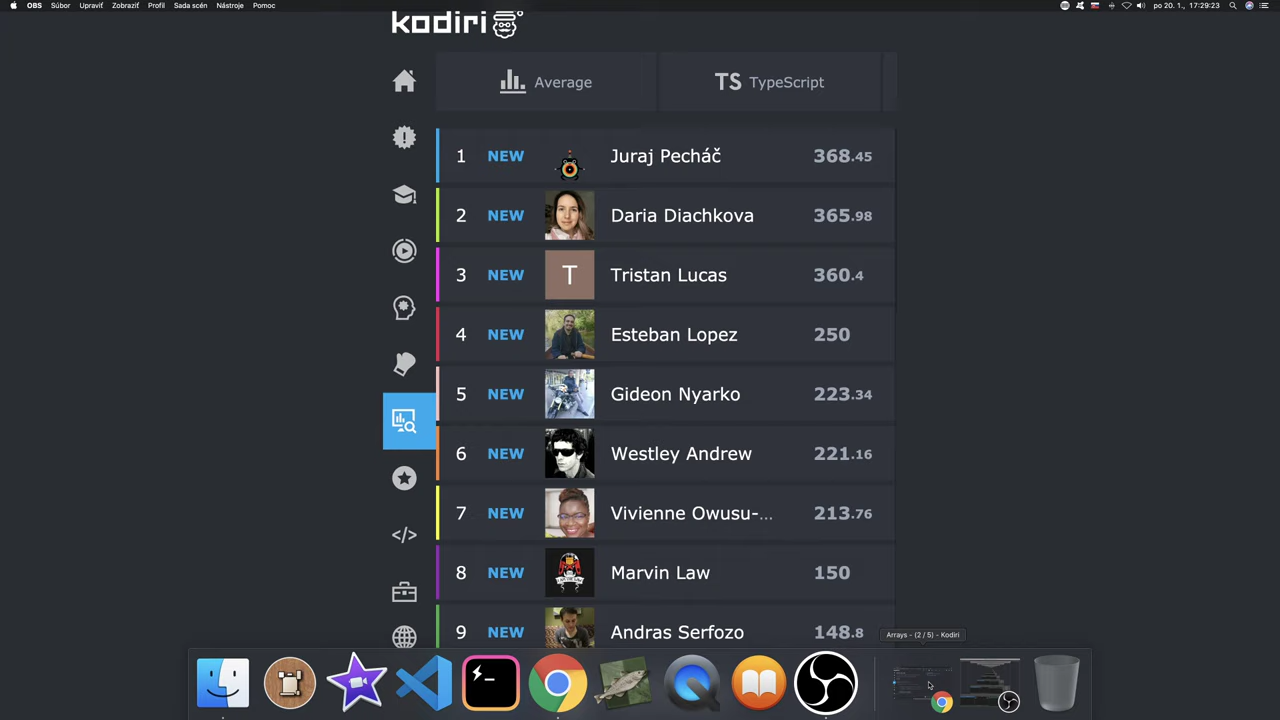 OBS Súbor Upraviť Zobraziť Profil Sada scén Nástroje Pomoc po 20. 1., 17:29:23
kodiri
Average TS TypeScript
1 NEW Juraj Pecháč 368.45
2 NEW Daria Diachkova 365.98
3 NEW T Tristan Lucas 360.4
4 NEW Esteban Lopez 250
5 NEW Gideon Nyarko 223.34
6 NEW Westley Andrew 221.16
7 NEW Vivienne Owusu-... 213.76
8 NEW Marvin Law 150
9 NEW Andras Serfozo 148.8
Arrays - (2 / 5) - Kodiri